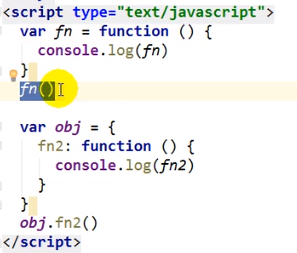 <script type="text/javascript">
  var fn = function () {
    console.log(fn)
  }
  fn()

  var obj = {
    fn2: function () {
      console.log(fn2)
    }
  }
  obj.fn2()
</script>